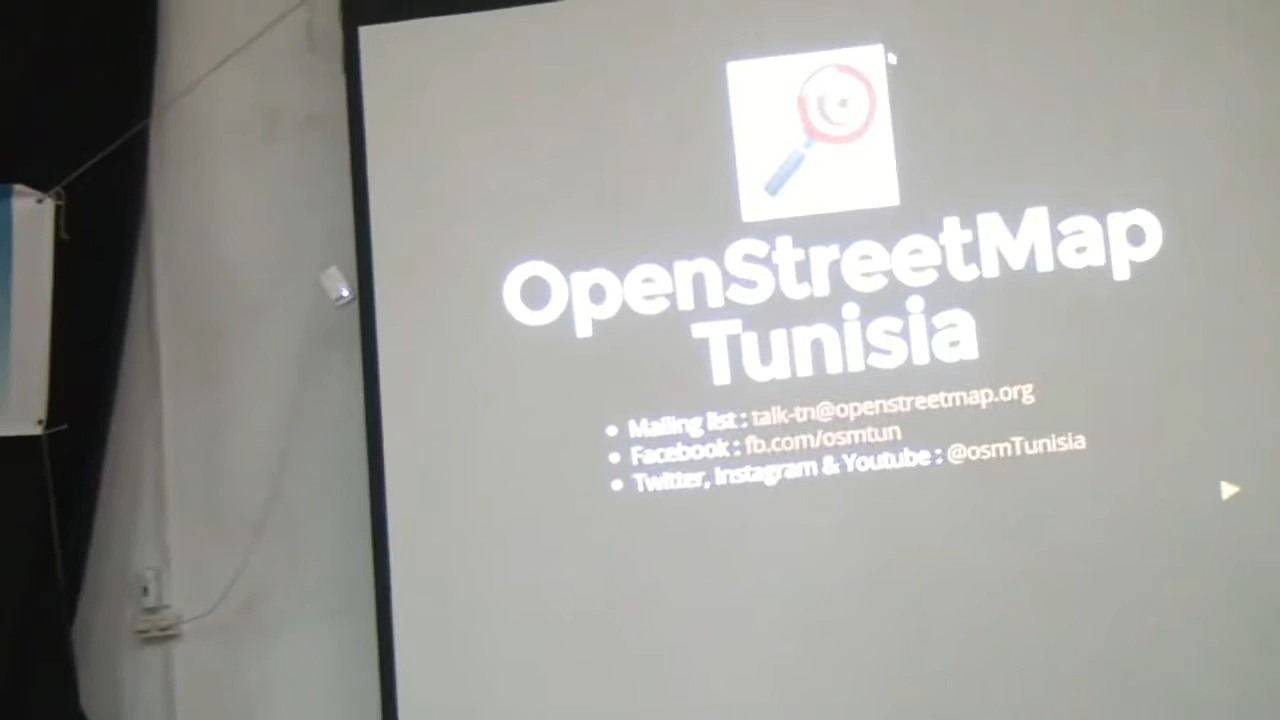 OpenStreetMap
Tunisia
Mailing list : talk-tn@openstreetmap.org
Facebook : fb.com/osmtun
Twitter, Instagram & Youtube : @osmTunisia